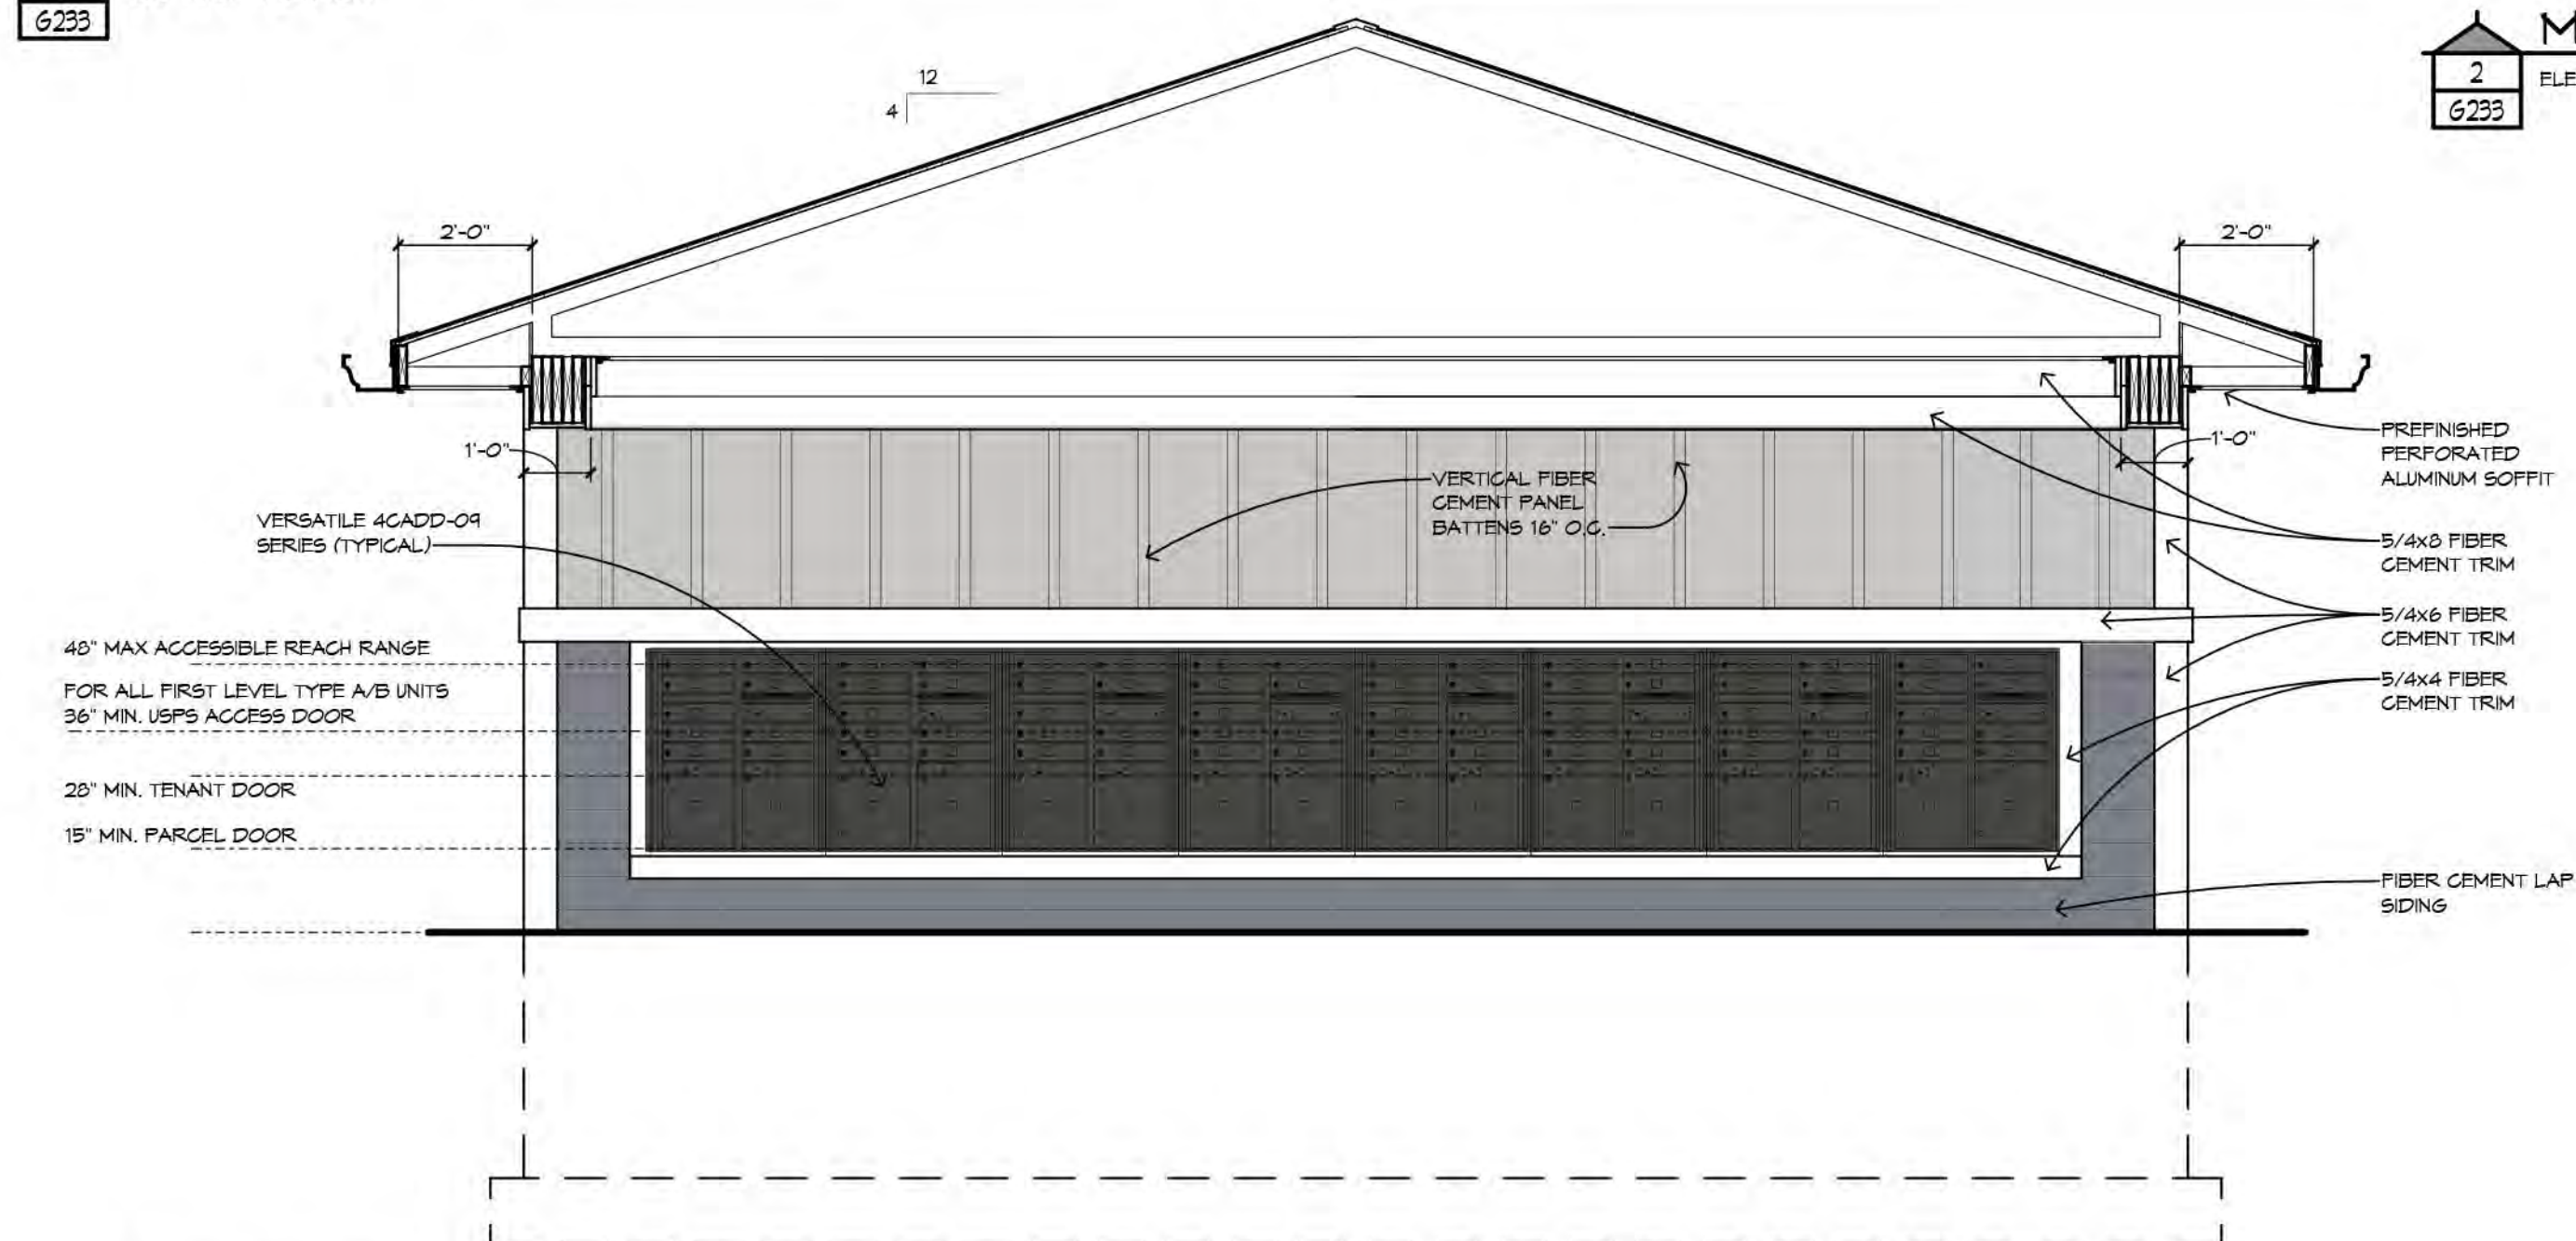 G233
2
G233
12
4
2'-0"
2'-0"
1'-0"
1'-0"
VERTICAL FIBER
CEMENT PANEL
BATTENS 16" O.C.
VERSATILE 4CADD-09
SERIES (TYPICAL)
48" MAX ACCESSIBLE REACH RANGE
FOR ALL FIRST LEVEL TYPE A/B UNITS
36" MIN. USPS ACCESS DOOR
28" MIN. TENANT DOOR
15" MIN. PARCEL DOOR
PREFINISHED
PERFORATED
ALUMINUM SOFFIT
5/4x8 FIBER
CEMENT TRIM
5/4x6 FIBER
CEMENT TRIM
5/4x4 FIBER
CEMENT TRIM
FIBER CEMENT LAP
SIDING